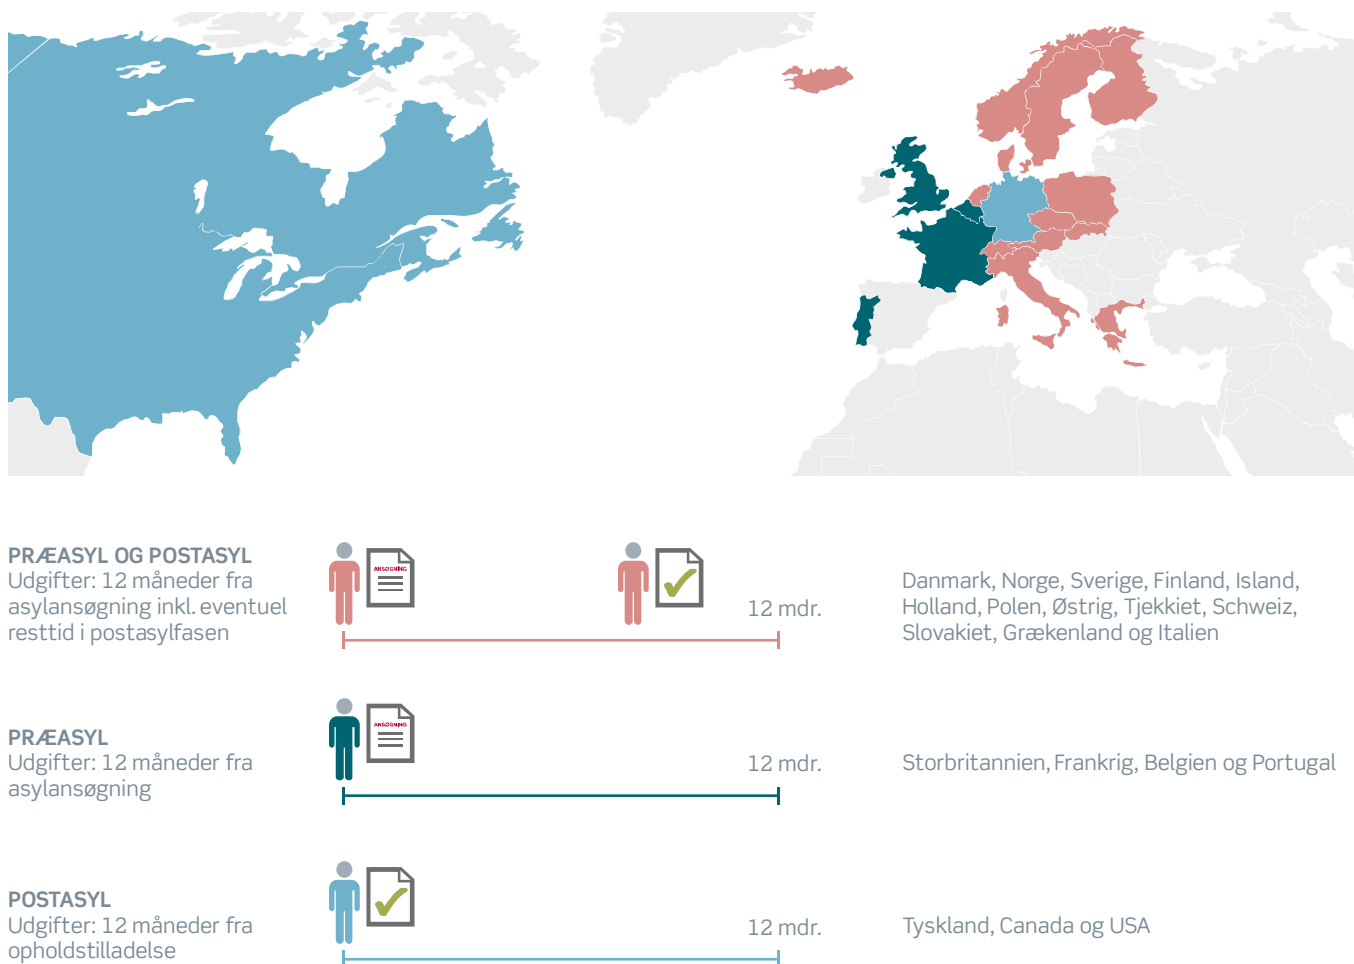 PRÆASYL OG POSTASYL
Udgifter: 12 måneder fra
asylansøgning inkl. eventuel
resttid i postasylfasen
ANSØGNING
12 mdr.
Danmark, Norge, Sverige, Finland, Island,
Holland, Polen, Østrig, Tjekkiet, Schweiz,
Slovakiet, Grækenland og Italien
PRÆASYL
Udgifter: 12 måneder fra
asylansøgning
ANSØGNING
12 mdr.
Storbritannien, Frankrig, Belgien og Portugal
POSTASYL
Udgifter: 12 måneder fra
opholdstilladelse
12 mdr.
Tyskland, Canada og USA